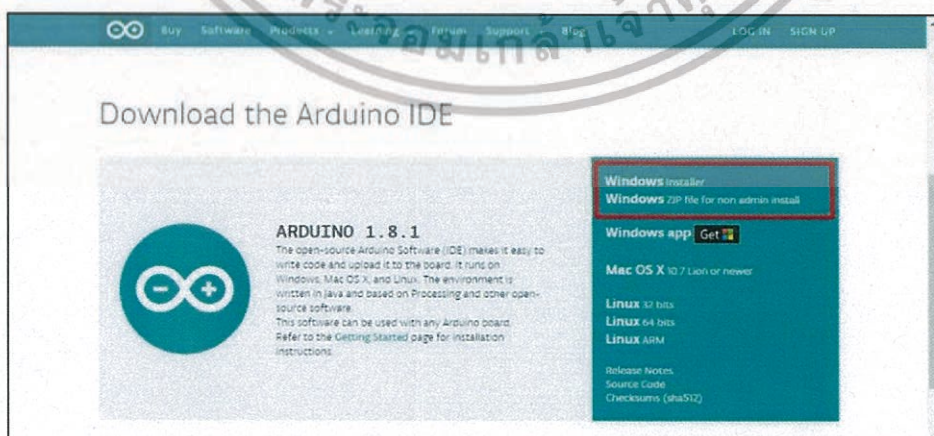 Buy Software Products Learning Forum Support Blog LOG IN SIGN UP
Download the Arduino IDE
ARDUINO 1.8.1
The open-source Arduino Software (IDE) makes it easy to
write code and upload it to the board. It runs on
Windows, Mac OS X, and Linux. The environment is
written in Java and based on Processing and other open-
source software.
This software can be used with any Arduino board.
Refer to the Getting Started page for installation
instructions.
Windows Installer
Windows ZIP file for non admin install
Windows app Get
Mac OS X 10.7 Lion or newer
Linux 32 bits
Linux 64 bits
Linux ARM
Release Notes
Source Code
Checksums (sha512)